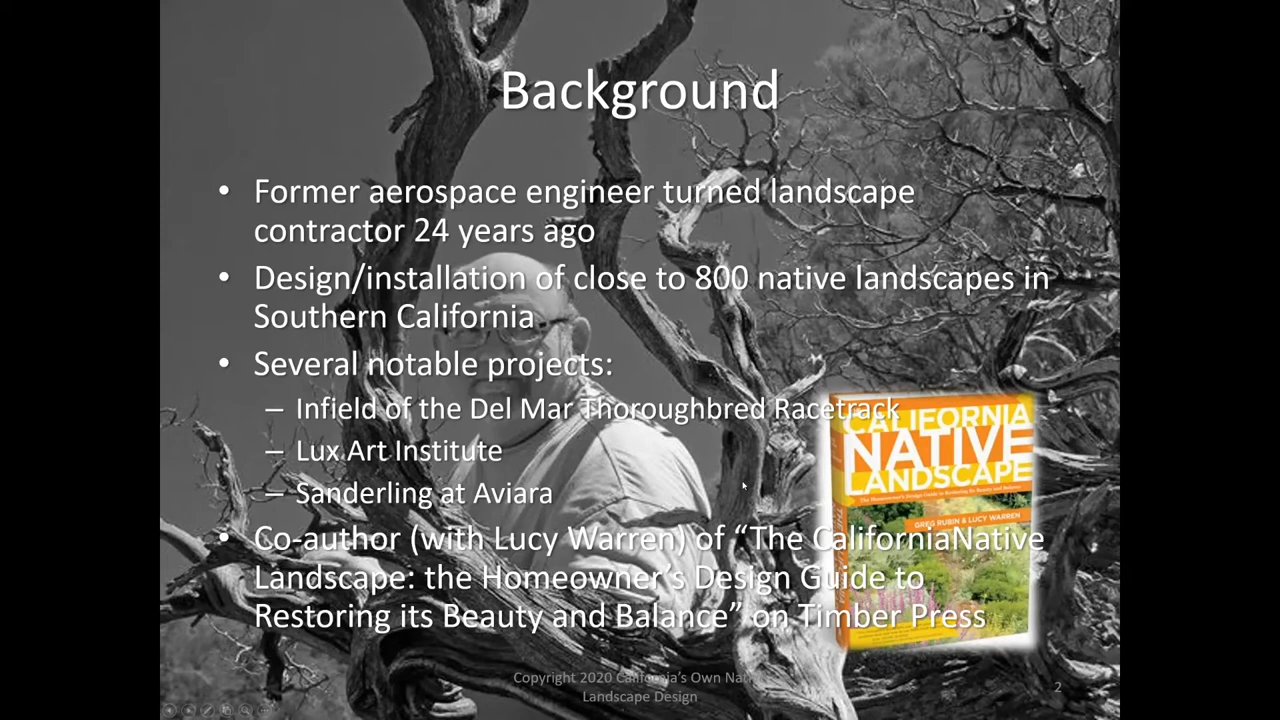 Background
• Former aerospace engineer turned landscape
contractor 24 years ago
• Design/installation of close to 800 native landscapes in
Southern California
• Several notable projects:
– Infield of the Del Mar Thoroughbred Racetrack
– Lux Art Institute
– Sanderling at Aviara
• Co-author (with Lucy Warren) of “The CaliforniaNative
Landscape: the Homeowner’s Design Guide to
Restoring its Beauty and Balance” on Timber Press
CALIFORNIA
NATIVE
LANDSCAPE
The Homeowner's Design Guide to Restoring Its Beauty and Balance
GREG RUBIN & LUCY WARREN
Copyright 2020 California’s Own
Landscape Design
2